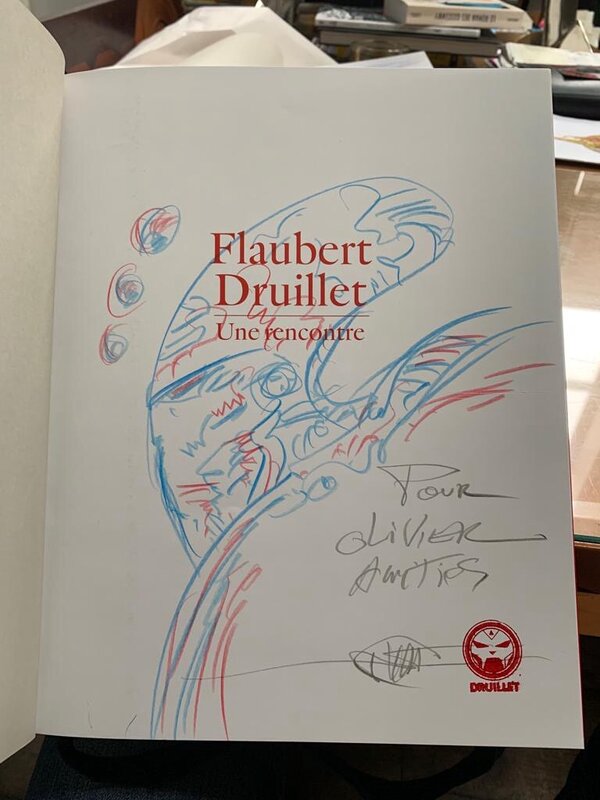 Flaubert
Druillet
Une rencontre
POUR
OLIVIER
AMITIÉS
DRUILLET